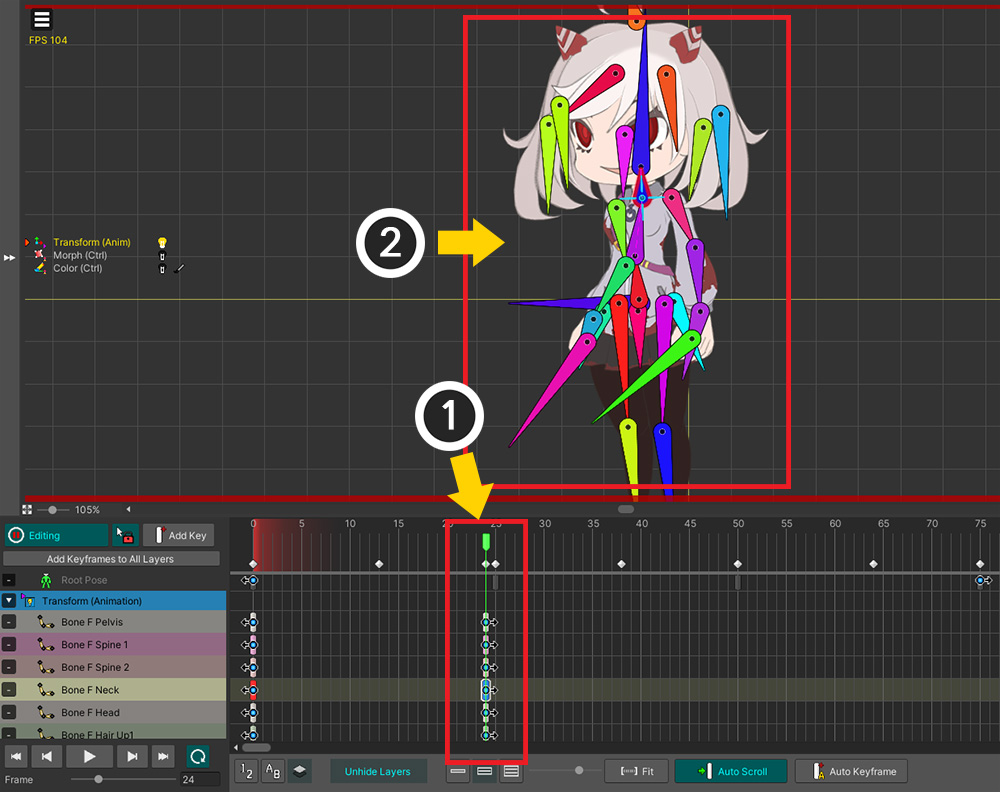 FPS 104
Transform (Anim)
Morph (Ctrl)
Color (Ctrl)
2
1
105%
Editing
Add Key
0 5 10 15 20 25 30 35 40 45 50 55 60 65 70 75
Add Keyframes to All Layers
Root Pose
Transform (Animation)
Bone F Pelvis
Bone F Spine 1
Bone F Spine 2
Bone F Neck
Bone F Head
Bone F Hair Up1
Frame
24
1 2
A B
Unhide Layers
Fit
Auto Scroll
Auto Keyframe